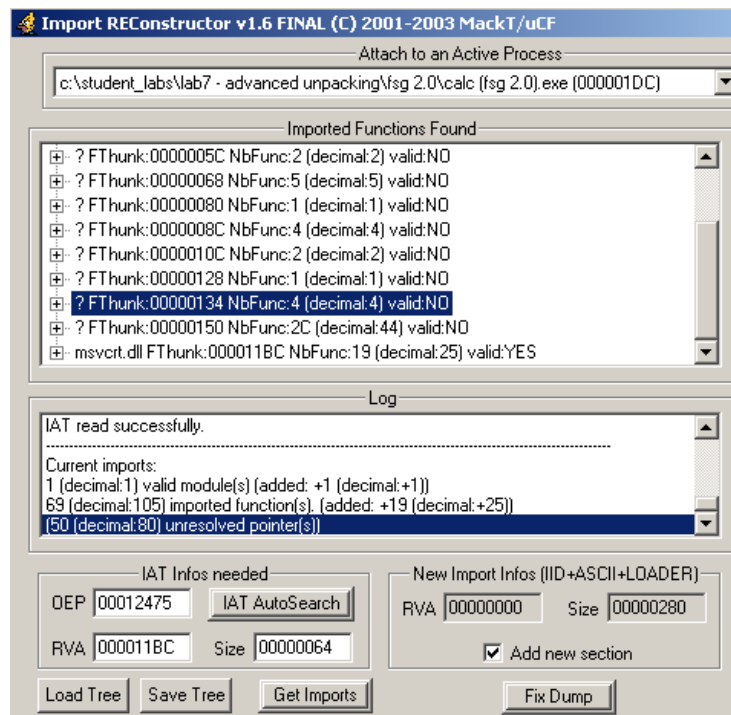 Import REConstructor v1.6 FINAL (C) 2001-2003 MackT/uCF
Attach to an Active Process
c:\student_labs\lab7 - advanced unpacking\fsg 2.0\calc (fsg 2.0).exe (000001DC)
Imported Functions Found
? FThunk:0000005C NbFunc:2 (decimal:2) valid:NO
? FThunk:00000068 NbFunc:5 (decimal:5) valid:NO
? FThunk:00000080 NbFunc:1 (decimal:1) valid:NO
? FThunk:0000008C NbFunc:4 (decimal:4) valid:NO
? FThunk:0000010C NbFunc:2 (decimal:2) valid:NO
? FThunk:00000128 NbFunc:1 (decimal:1) valid:NO
? FThunk:00000134 NbFunc:4 (decimal:4) valid:NO
? FThunk:00000150 NbFunc:2C (decimal:44) valid:NO
msvcrt.dll FThunk:000011BC NbFunc:19 (decimal:25) valid:YES
Log
IAT read successfully.
-----------------------------------------------------------------------------------------------------------
Current imports:
1 (decimal:1) valid module(s) (added: +1 (decimal:+1))
69 (decimal:105) imported function(s). (added: +19 (decimal:+25))
(50 (decimal:80) unresolved pointer(s))
IAT Infos needed
OEP 00012475 IAT AutoSearch
RVA 000011BC Size 00000064
New Import Infos (IID+ASCII+LOADER)
RVA 00000000 Size 00000280
Add new section
Load Tree Save Tree Get Imports Fix Dump